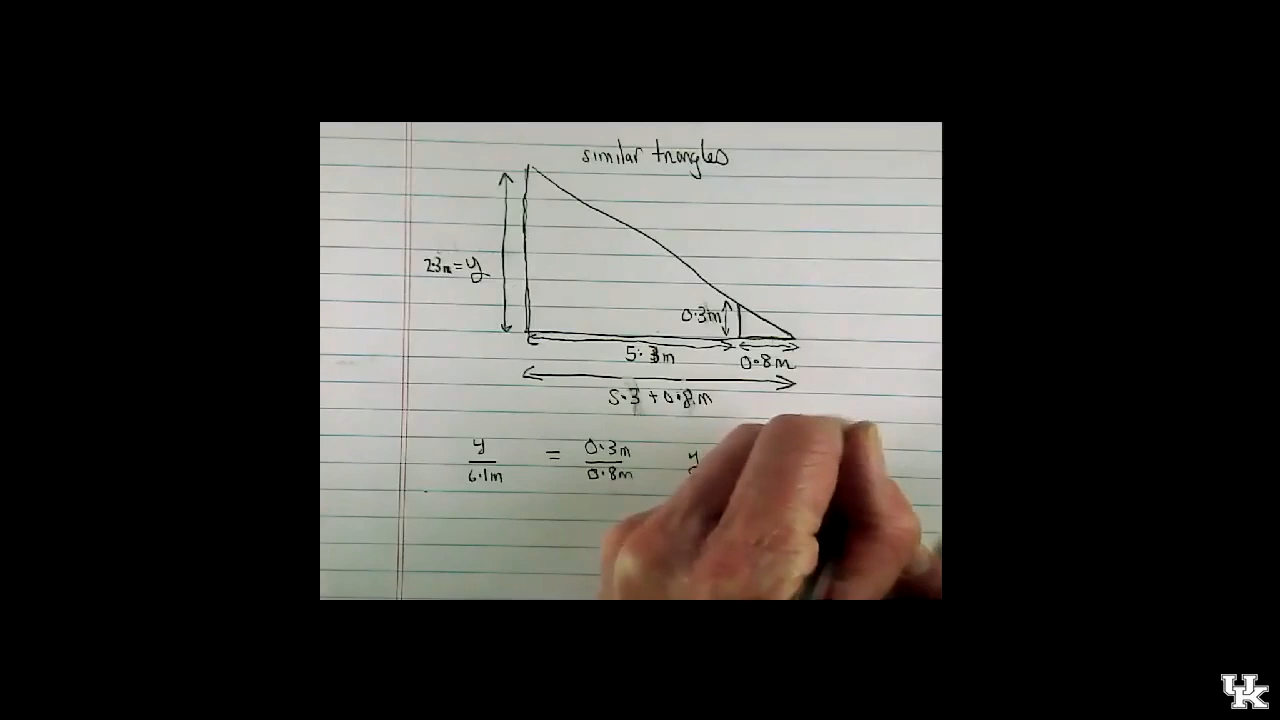 similar triangles
2.3m = y
0.3m
5.3m
0.8m
5.3 + 0.8m
y = 0.3m y
6.1m 0.8m
UK